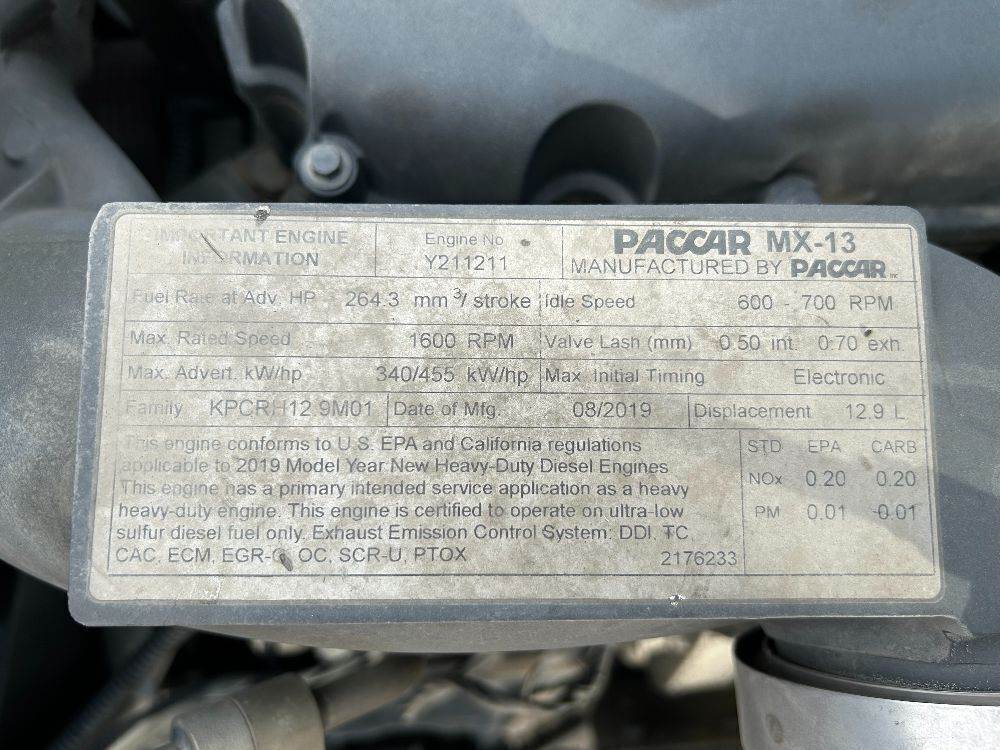 IMPORTANT ENGINE
INFORMATION
Engine No
Y211211
PACCAR MX-13
MANUFACTURED BY PACCAR
Fuel Rate at Adv. HP 264.3 mm³/ stroke
Idle Speed 600 - 700 RPM
Max. Rated Speed 1600 RPM
Valve Lash (mm) 0.50 int. 0.70 exh.
Max. Advert. kW/hp 340/455 kW/hp
Max. Initial Timing Electronic
Family KPCRH12.9M01
Date of Mfg. 08/2019
Displacement 12.9 L
This engine conforms to U.S. EPA and California regulations
applicable to 2019 Model Year New Heavy-Duty Diesel Engines
This engine has a primary intended service application as a heavy
heavy-duty engine. This engine is certified to operate on ultra-low
sulfur diesel fuel only. Exhaust Emission Control System: DDI, TC
CAC, ECM, EGR-C, OC, SCR-U, PTOX
2176233
STD EPA CARB
NOx 0.20 0.20
PM 0.01 0.01